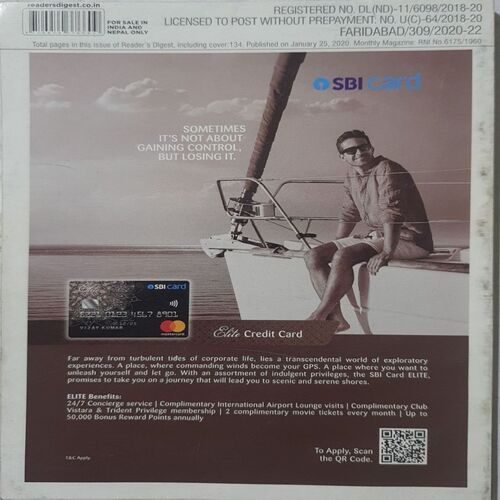 readersdigest.co.in
FOR SALE IN
INDIA AND
NEPAL ONLY
REGISTERED NO. DL(ND)-11/6098/2018-20
LICENSED TO POST WITHOUT PREPAYMENT: NO. U(C)-64/2018-20
FARIDABAD/309/2020-22
Total pages in this issue of Reader's Digest, including cover:134. Published on January 25, 2020. Monthly Magazine: RNI No.6175/1960
SBI card
SOMETIMES
IT'S NOT ABOUT
GAINING CONTROL,
BUT LOSING IT.
SBI card
VIJAY KUMAR
mastercard
Elite Credit Card
Far away from turbulent tides of corporate life, lies a transcendental world of exploratory
experiences. A place, where commanding winds become your GPS. A place where you want to
unleash yourself and let go. With an assortment of indulgent privileges, the SBI Card ELITE,
promises to take you on a journey that will lead you to scenic and serene shores.
ELITE Benefits:
24/7 Concierge service | Complimentary International Airport Lounge visits | Complimentary Club
Vistara & Trident Privilege membership | 2 complimentary movie tickets every month | Up to
50,000 Bonus Reward Points annually
T&C Apply.
To Apply, Scan
the QR Code.